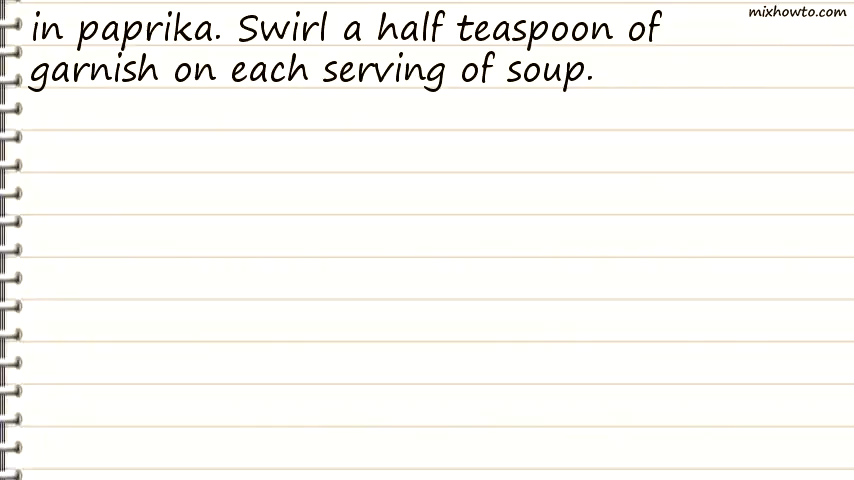 mixhowto.com
in paprika. Swirl a half teaspoon of
garnish on each serving of soup.